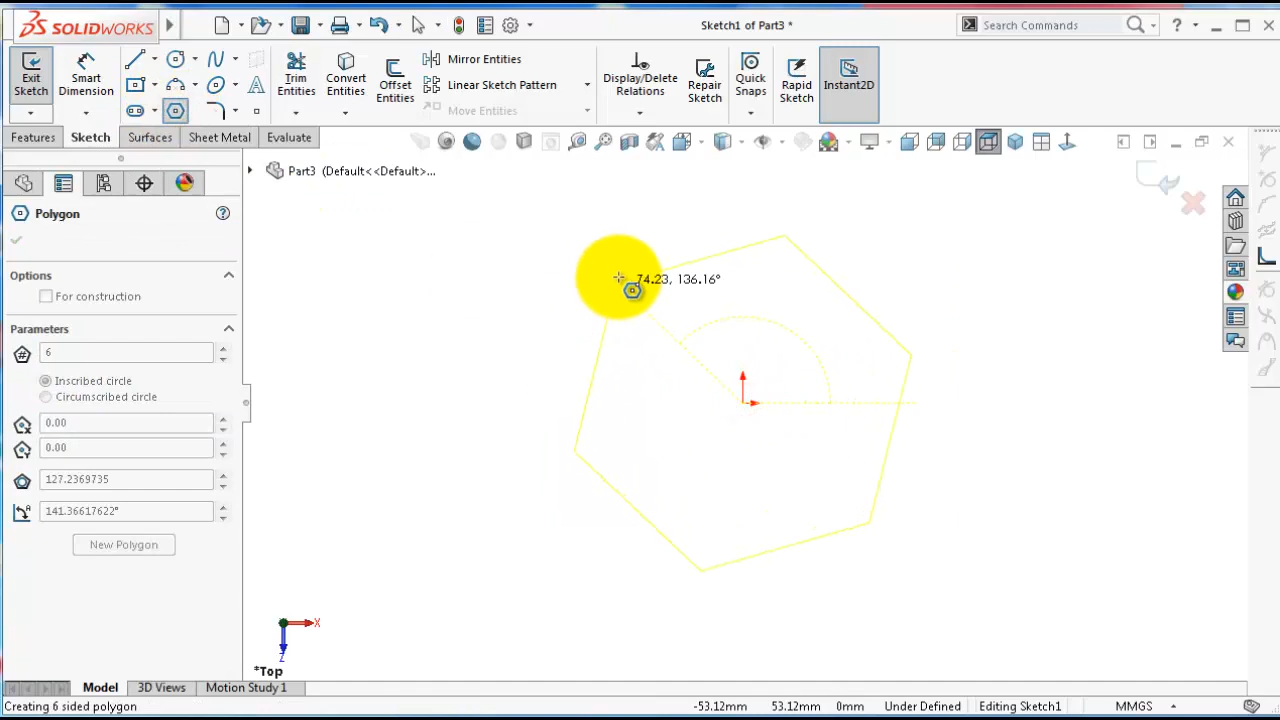 SOLIDWORKS
Sketch1 of Part3 *
Search Commands
?
Exit Sketch
Smart Dimension
Trim Entities
Convert Entities
Offset Entities
Mirror Entities
Linear Sketch Pattern
Move Entities
Display/Delete Relations
Repair Sketch
Quick Snaps
Rapid Sketch
Instant2D
Features
Sketch
Surfaces
Sheet Metal
Evaluate
Part3 (Default<<Default>...
Polygon
?
Options
For construction
Parameters
6
Inscribed circle
Circumscribed circle
0.00
0.00
127.2369735
141.36617622°
New Polygon
74.23, 136.16°
X
Z
*Top
Model
3D Views
Motion Study 1
Creating 6 sided polygon
-53.12mm
53.12mm
0mm
Under Defined
Editing Sketch1
MMGS